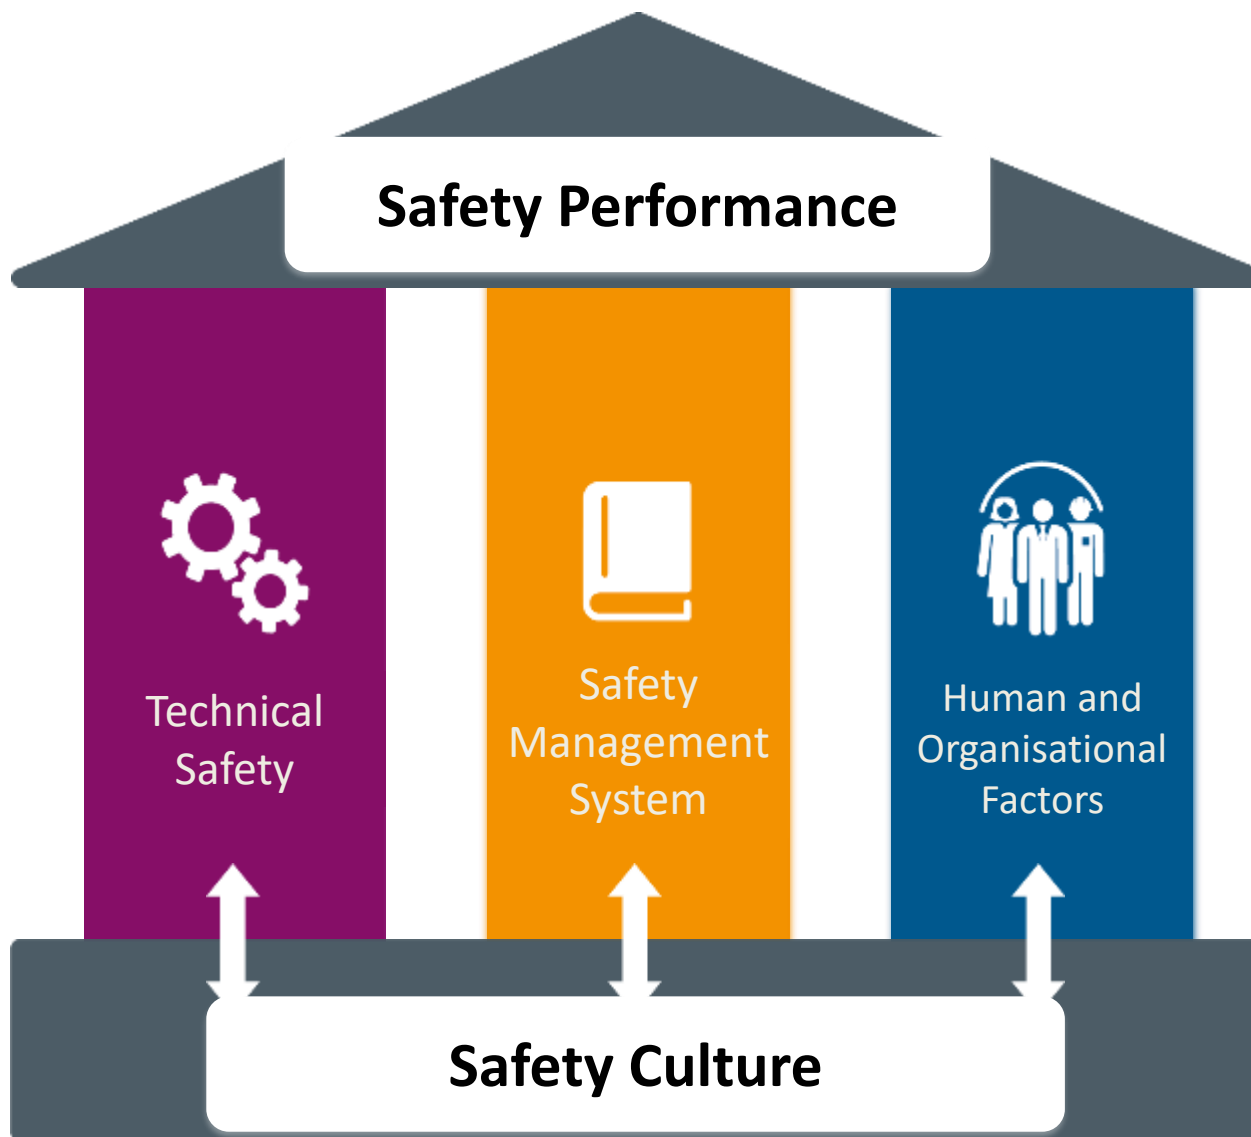 Safety Performance
Technical
Safety
Safety
Management
System
Human and
Organisational
Factors
Safety Culture